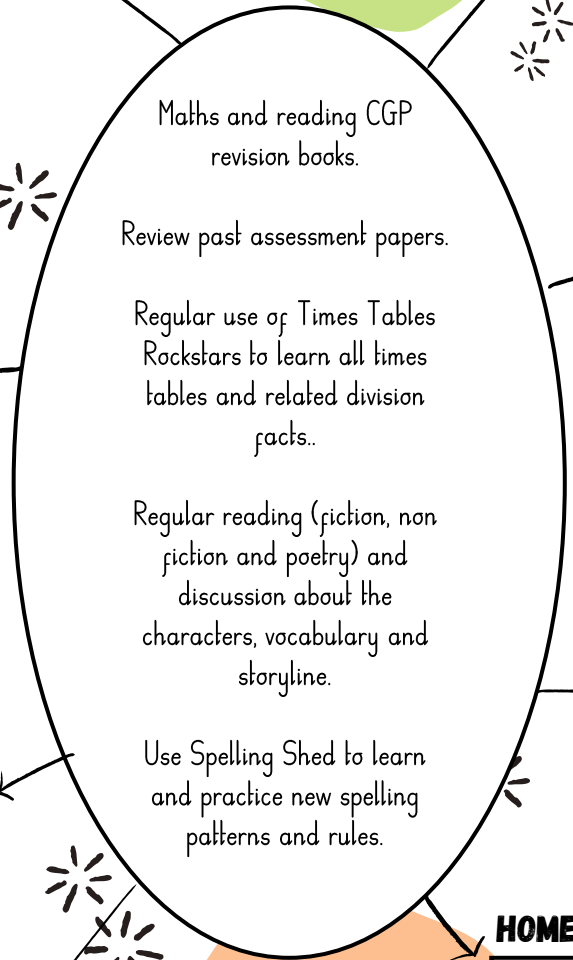 Maths and reading CGP
revision books.
Review past assessment papers.
Regular use of Times Tables
Rockstars to learn all times
tables and related division
facts..
Regular reading (fiction, non
fiction and poetry) and
discussion about the
characters, vocabulary and
storyline.
Use Spelling Shed to learn
and practice new spelling
patterns and rules.
HOME